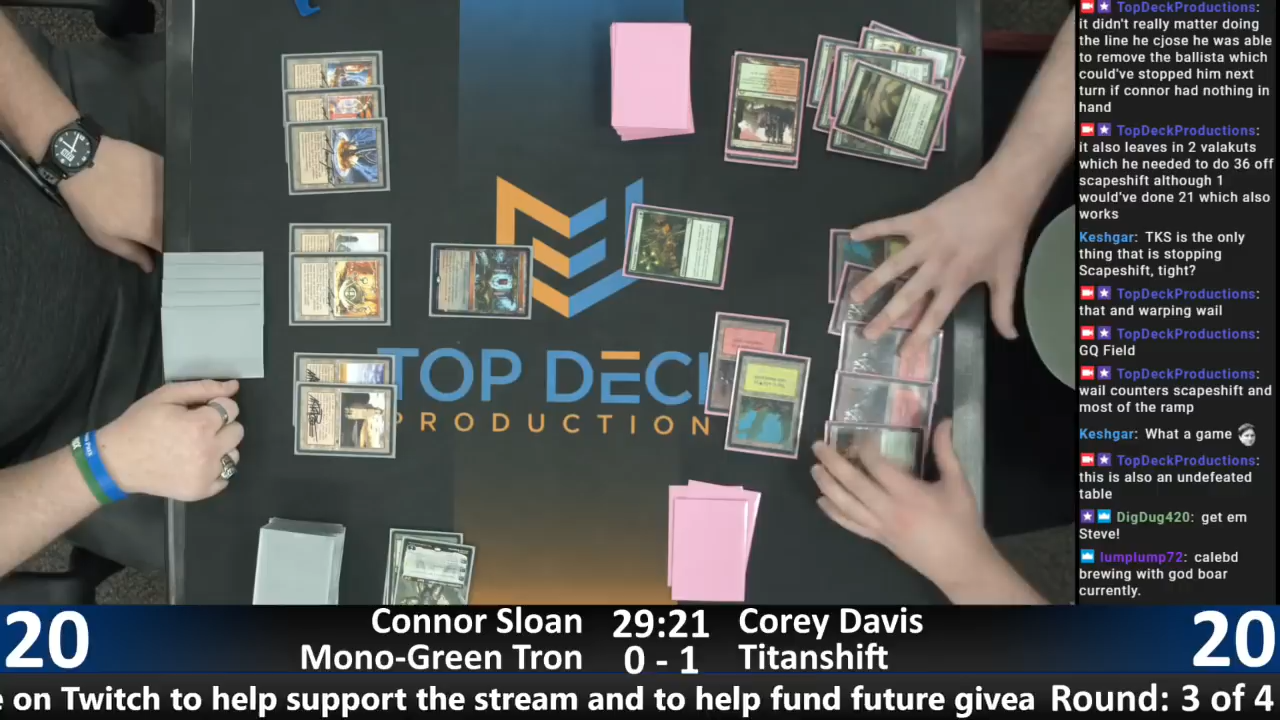 TopDeckProductions:
it didn't really matter doing
the line he cjose he was able
to remove the ballista which
could've stopped him next
turn if connor had nothing in
hand
TopDeckProductions:
it also leaves in 2 valakuts
which he needed to do 36 off
scapeshift although 1
would've done 21 which also
works
Keshgar: TKS is the only
thing that is stopping
Scapeshift, tight?
TopDeckProductions:
that and warping wail
TopDeckProductions:
GQ Field
TopDeckProductions:
wail counters scapeshift and
most of the ramp
Keshgar: What a game
TopDeckProductions:
this is also an undefeated
table
DigDug420: get em
Steve!
lumplump72: calebd
brewing with god boar
currently.
TOP DECK
PRODUCTION
20
Connor Sloan
29:21
Corey Davis
20
Mono-Green Tron
0 - 1
Titanshift
e on Twitch to help support the stream and to help fund future givea
Round: 3 of 4